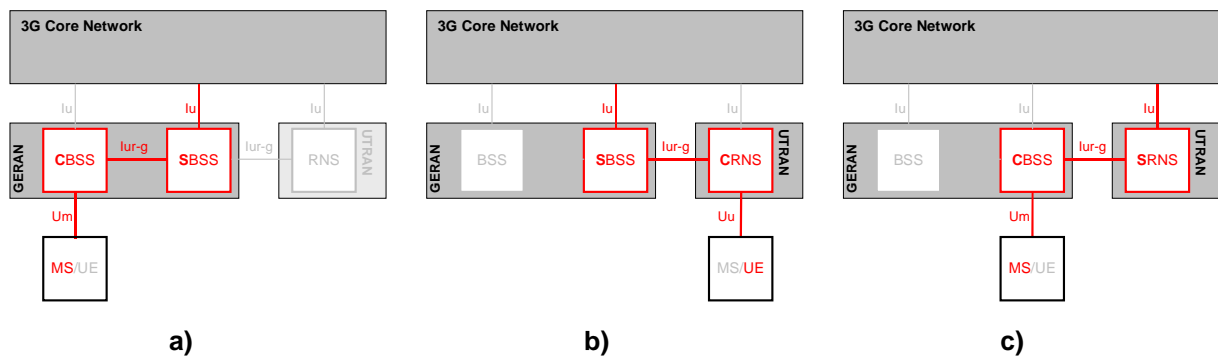 3G Core Network
Iu
Iu
Iu
GERAN
CBSS
Iur-g
SBSS
Iur-g
RNS
UTRAN
Um
MS/UE
a)
3G Core Network
Iu
Iu
Iu
GERAN
BSS
SBSS
Iur-g
CRNS
UTRAN
Uu
MS/UE
b)
3G Core Network
Iu
Iu
Iu
GERAN
BSS
CBSS
Iur-g
SRNS
UTRAN
Um
MS/UE
c)